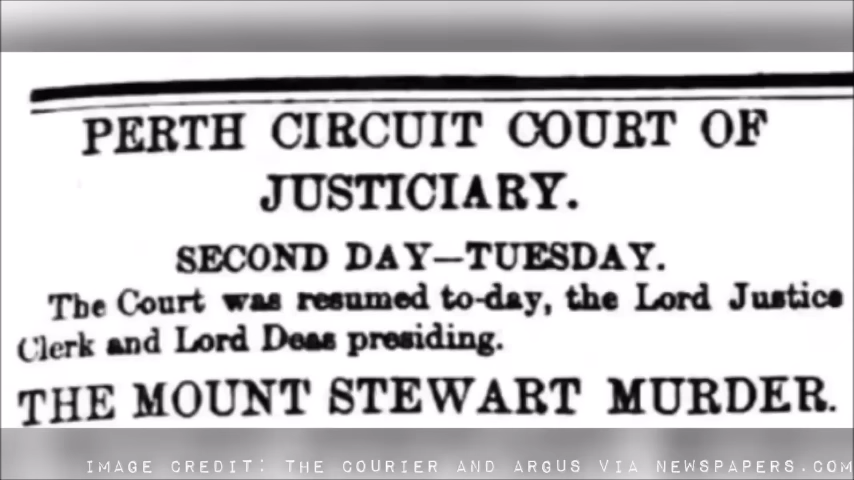 PERTH CIRCUIT COURT OF
JUSTICIARY.
SECOND DAY—TUESDAY.
The Court was resumed to-day, the Lord Justice
Clerk and Lord Deas presiding.
THE MOUNT STEWART MURDER.
IMAGE CREDIT: THE COURIER AND ARGUS VIA NEWSPAPERS.COM